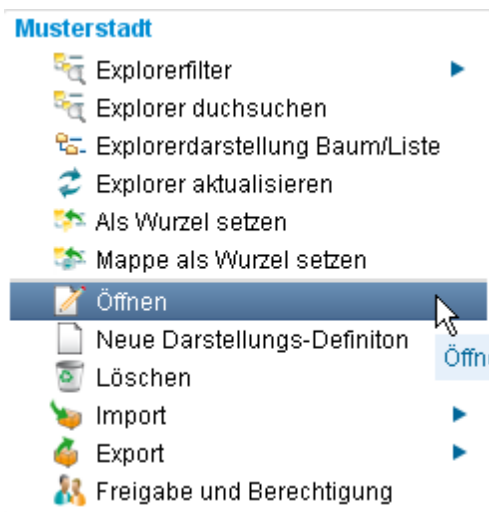 Musterstadt
Explorerfilter
Explorer duchsuchen
Explorerdarstellung Baum/Liste
Explorer aktualisieren
Als Wurzel setzen
Mappe als Wurzel setzen
Öffnen
Neue Darstellungs-Definiton
Öffn
Löschen
Import
Export
Freigabe und Berechtigung